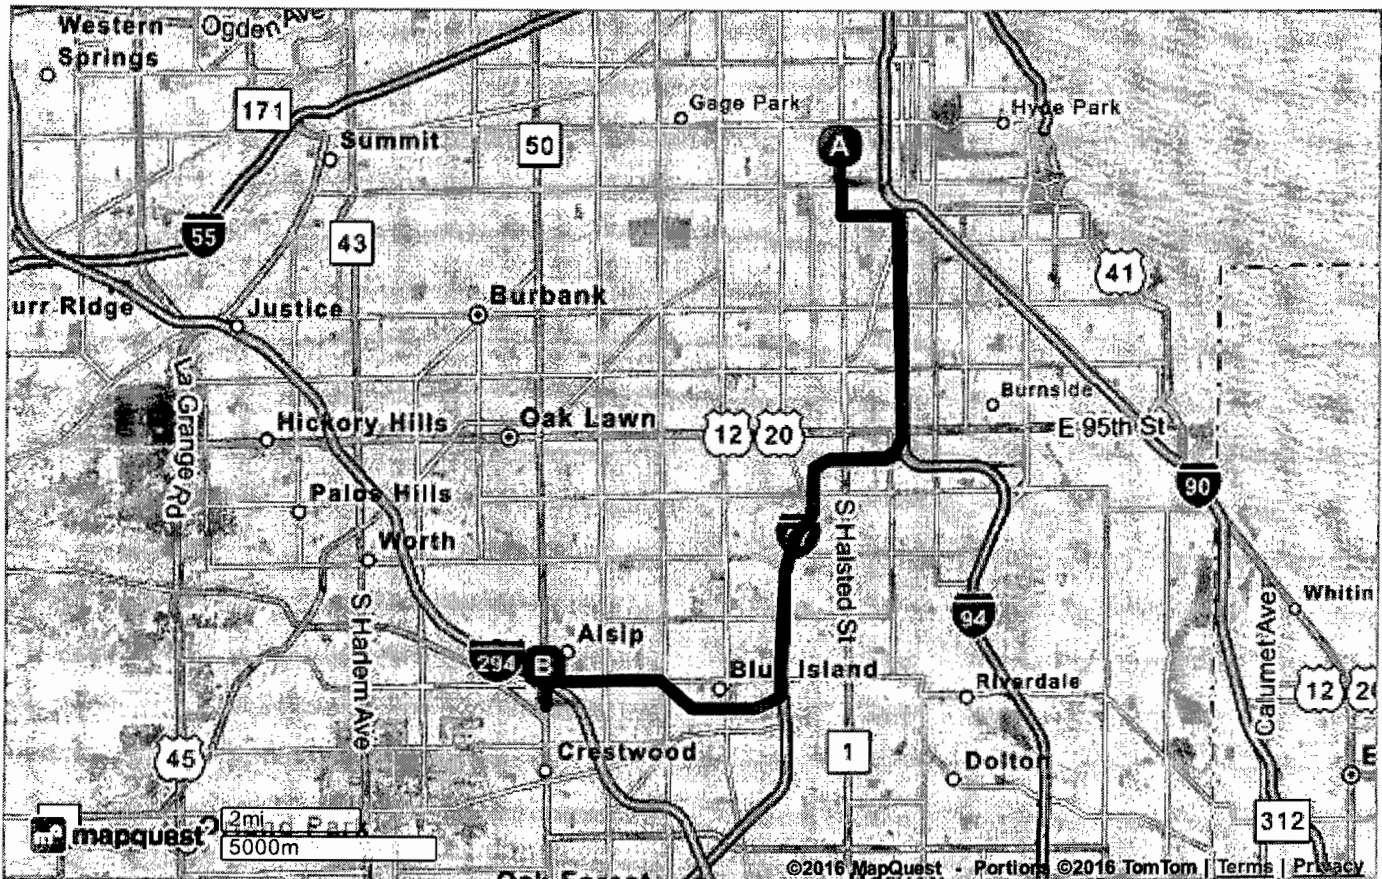 Western
Springs
Ogden Ave
171
Summit
50
Gage Park
Hyde Park
A
55
43
41
urr Ridge
Justice
Burbank
La Grange Rd
Hickory Hills
Oak Lawn
12
20
Burnside
E 95th St
90
Palos Hills
Worth
S Halsted St
S Harlem Ave
294
B
Alsip
Blue Island
94
Riverdale
Calumet Aver
Whitin
12
20
45
Crestwood
1
Dolton
312
mapquest
2mi
5000m
©2016 MapQuest - Portions ©2016 TomTom | Terms | Privacy